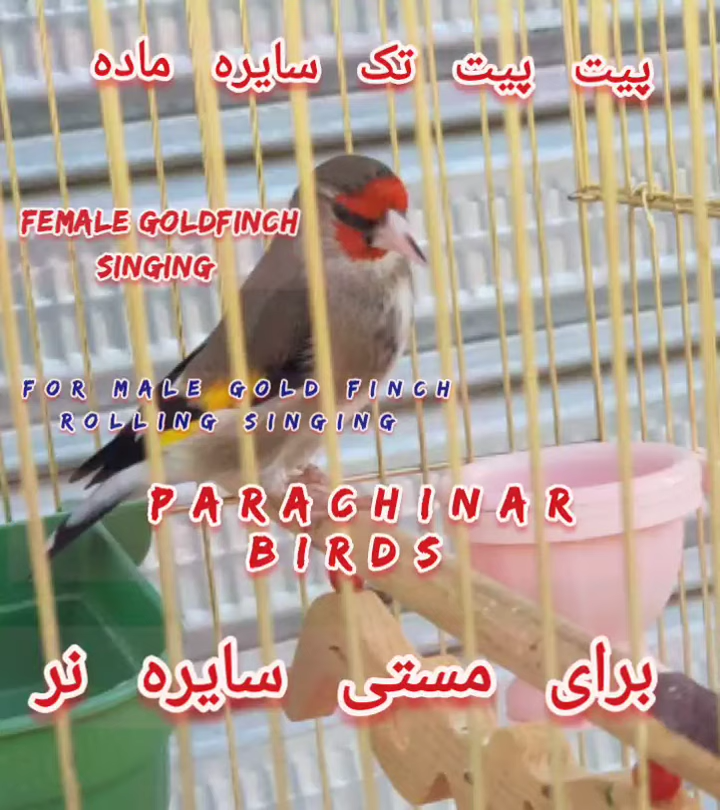 پیت پیت تک سایره ماده
FEMALE GOLDFINCH
SINGING
FOR MALE GOLD FINCH
ROLLING SINGING
PARACHINAR
BIRDS
برای مستی سایره نر